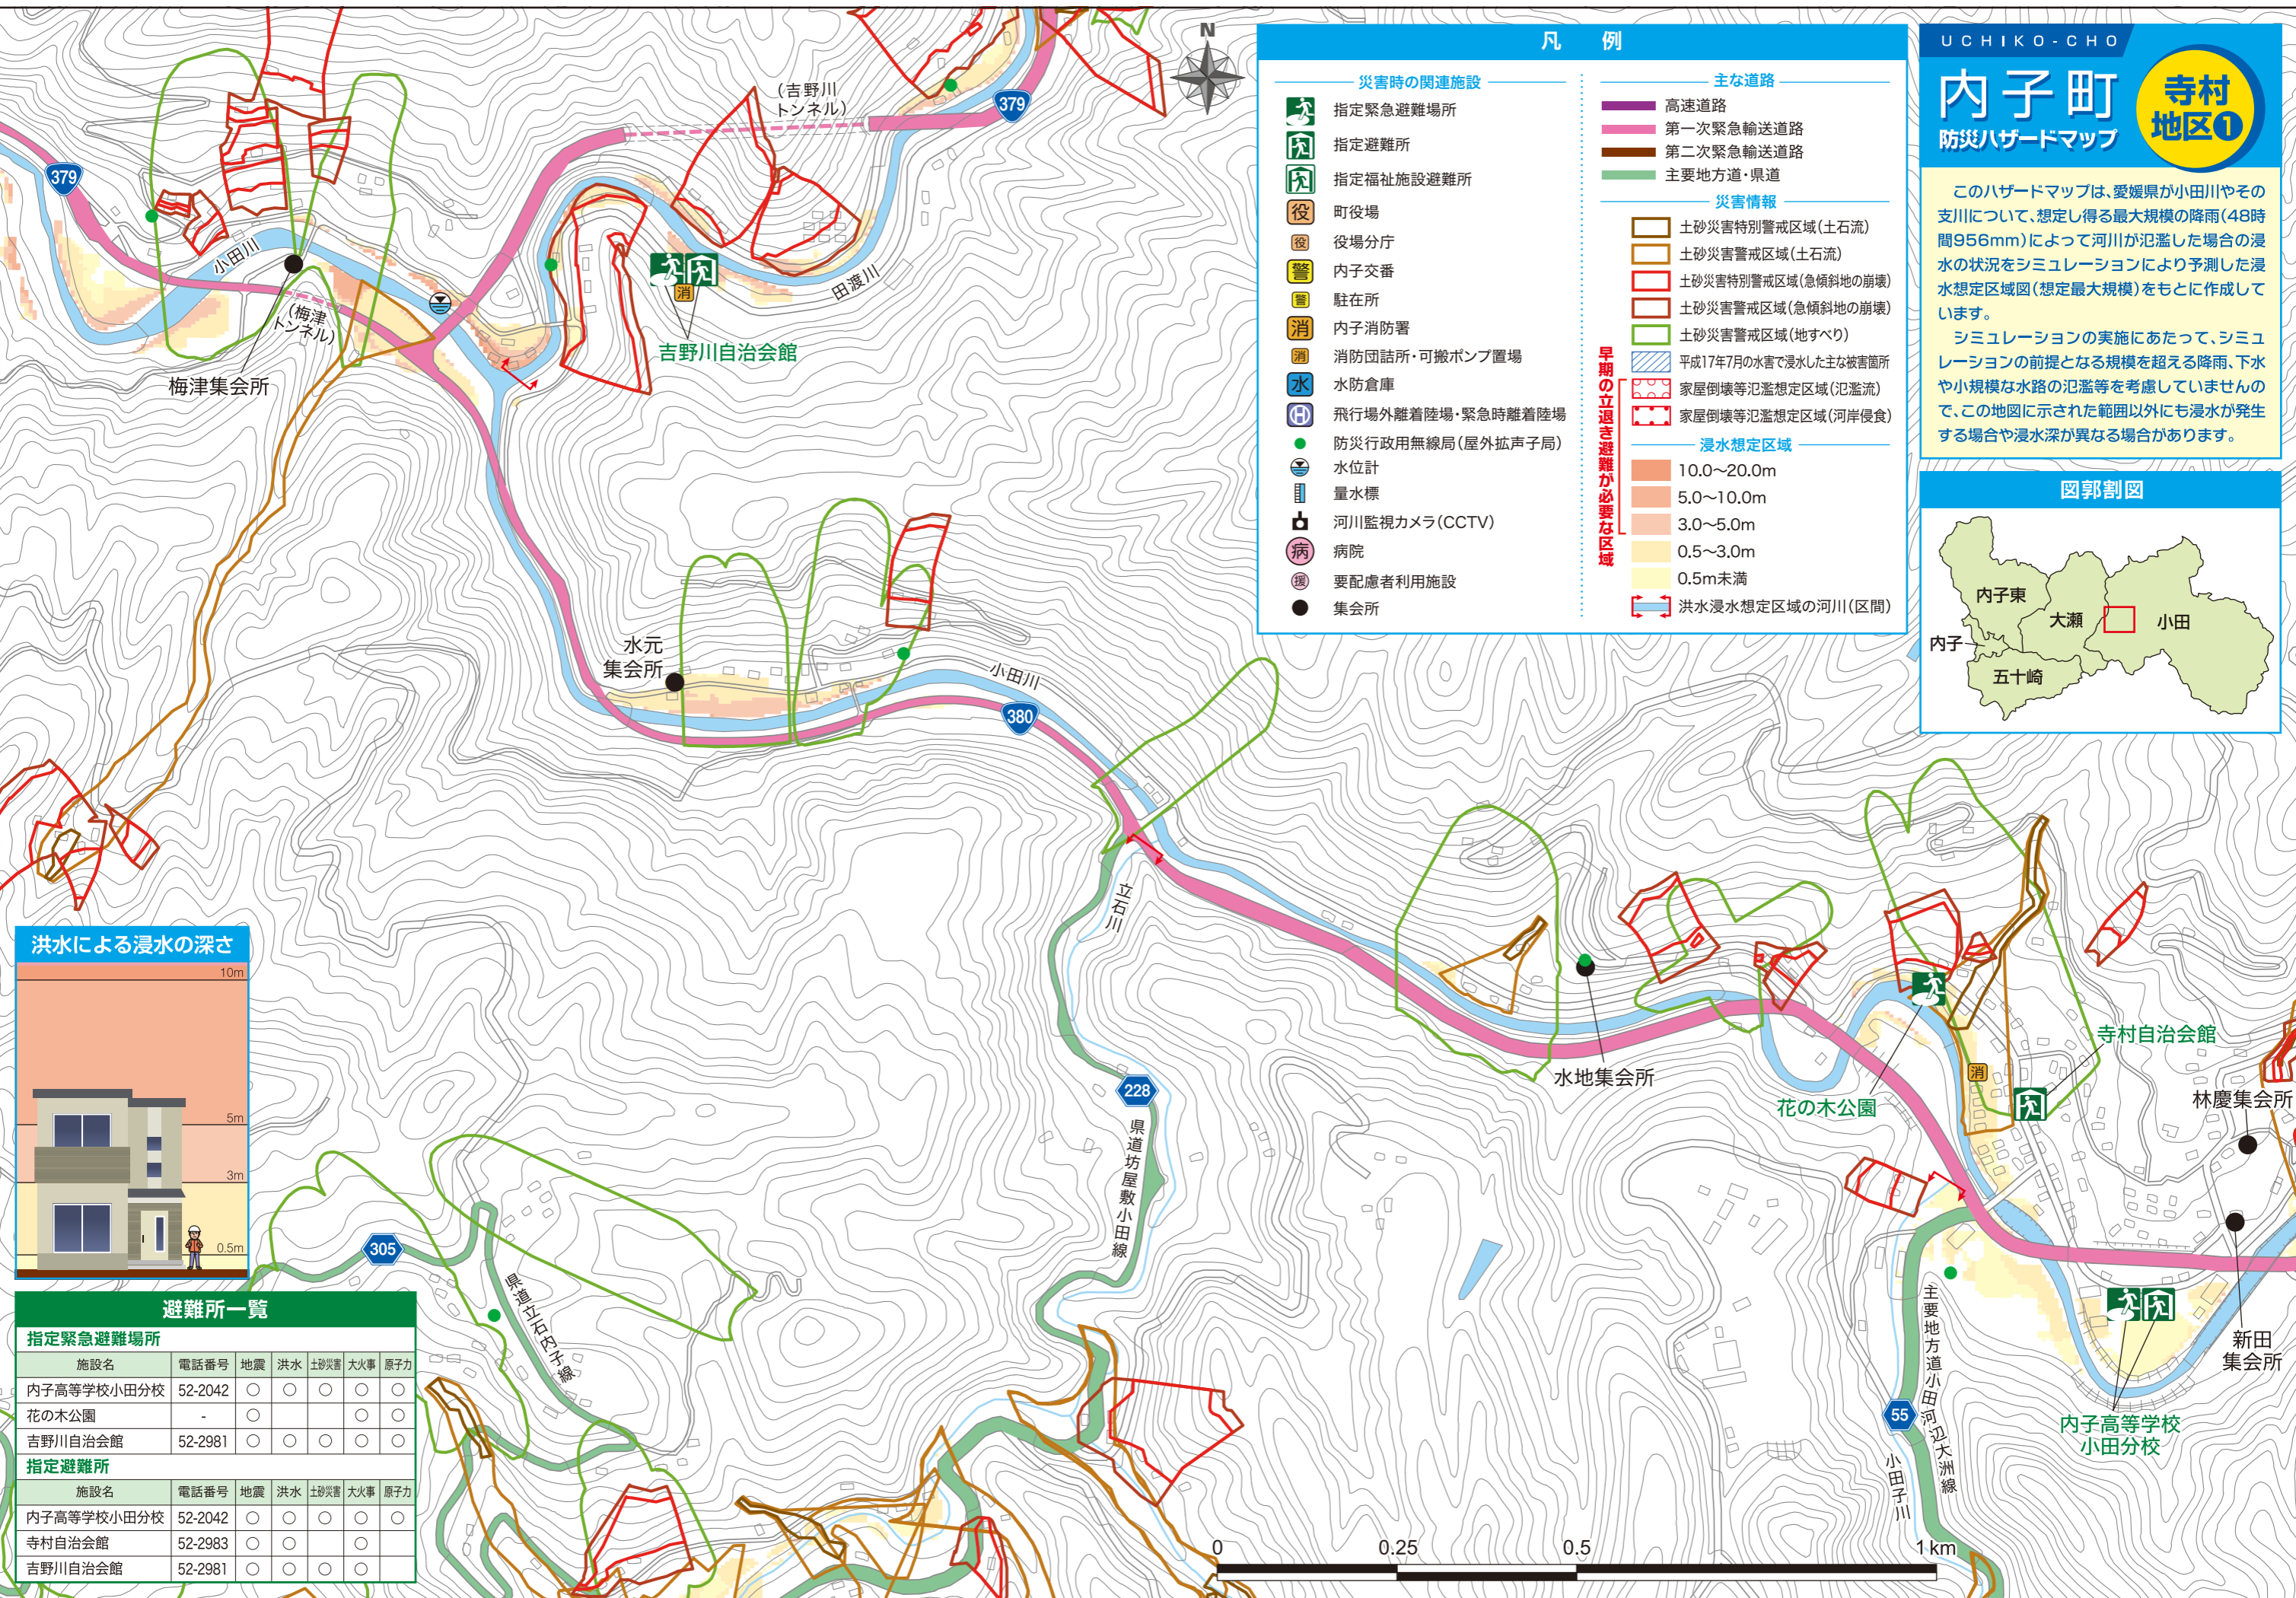 UCHIKO-CHO
内子町
防災ハザードマップ
寺村
地区❶
このハザードマップは、愛媛県が小田川やその
支川について、想定し得る最大規模の降雨(48時
間956mm)によって河川が氾濫した場合の浸
水の状況をシミュレーションにより予測した浸
水想定区域図(想定最大規模)をもとに作成して
います。
シミュレーションの実施にあたって、シミュ
レーションの前提となる規模を超える降雨、下水
や小規模な水路の氾濫等を考慮していませんの
で、この地図に示された範囲以外にも浸水が発生
する場合や浸水深が異なる場合があります。
図郭割図
内子東
大瀬
小田
内子
五十崎
凡 例
災害時の関連施設
指定緊急避難場所
指定避難所
指定福祉施設避難所
役 町役場
役 役場分庁
警 内子交番
警 駐在所
消 内子消防署
消 消防団詰所・可搬ポンプ置場
水 水防倉庫
H 飛行場外離着陸場・緊急時離着陸場
防災行政用無線局(屋外拡声子局)
水位計
量水標
河川監視カメラ(CCTV)
病 病院
援 要配慮者利用施設
集会所
主な道路
高速道路
第一次緊急輸送道路
第二次緊急輸送道路
主要地方道・県道
災害情報
土砂災害特別警戒区域(土石流)
土砂災害警戒区域(土石流)
土砂災害特別警戒区域(急傾斜地の崩壊)
土砂災害警戒区域(急傾斜地の崩壊)
土砂災害警戒区域(地すべり)
平成17年7月の水害で浸水した主な被害箇所
家屋倒壊等氾濫想定区域(氾濫流)
家屋倒壊等氾濫想定区域(河岸侵食)
早期の立退き避難が必要な区域
浸水想定区域
10.0〜20.0m
5.0〜10.0m
3.0〜5.0m
0.5〜3.0m
0.5m未満
洪水浸水想定区域の河川(区間)
N
379
(吉野川
トンネル)
379
小田川
(梅津
トンネル)
梅津集会所
田渡川
消
吉野川自治会館
水元
集会所
小田川
380
立石川
水地集会所
花の木公園
消
寺村自治会館
林慶集会所
新田
集会所
内子高等学校
小田分校
228
県道坊屋敷小田線
305
県道立石内子線
55
主要地方道小田河辺大洲線
小田子川
洪水による浸水の深さ
10m
5m
3m
0.5m
避難所一覧
指定緊急避難場所
施設名 電話番号 地震 洪水 土砂災害 大火事 原子力
内子高等学校小田分校 52-2042 〇 〇 〇 〇 〇
花の木公園 - 〇 〇 〇
吉野川自治会館 52-2981 〇 〇 〇 〇 〇
指定避難所
施設名 電話番号 地震 洪水 土砂災害 大火事 原子力
内子高等学校小田分校 52-2042 〇 〇 〇 〇 〇
寺村自治会館 52-2983 〇 〇 〇
吉野川自治会館 52-2981 〇 〇 〇 〇
0 0.25 0.5 1km